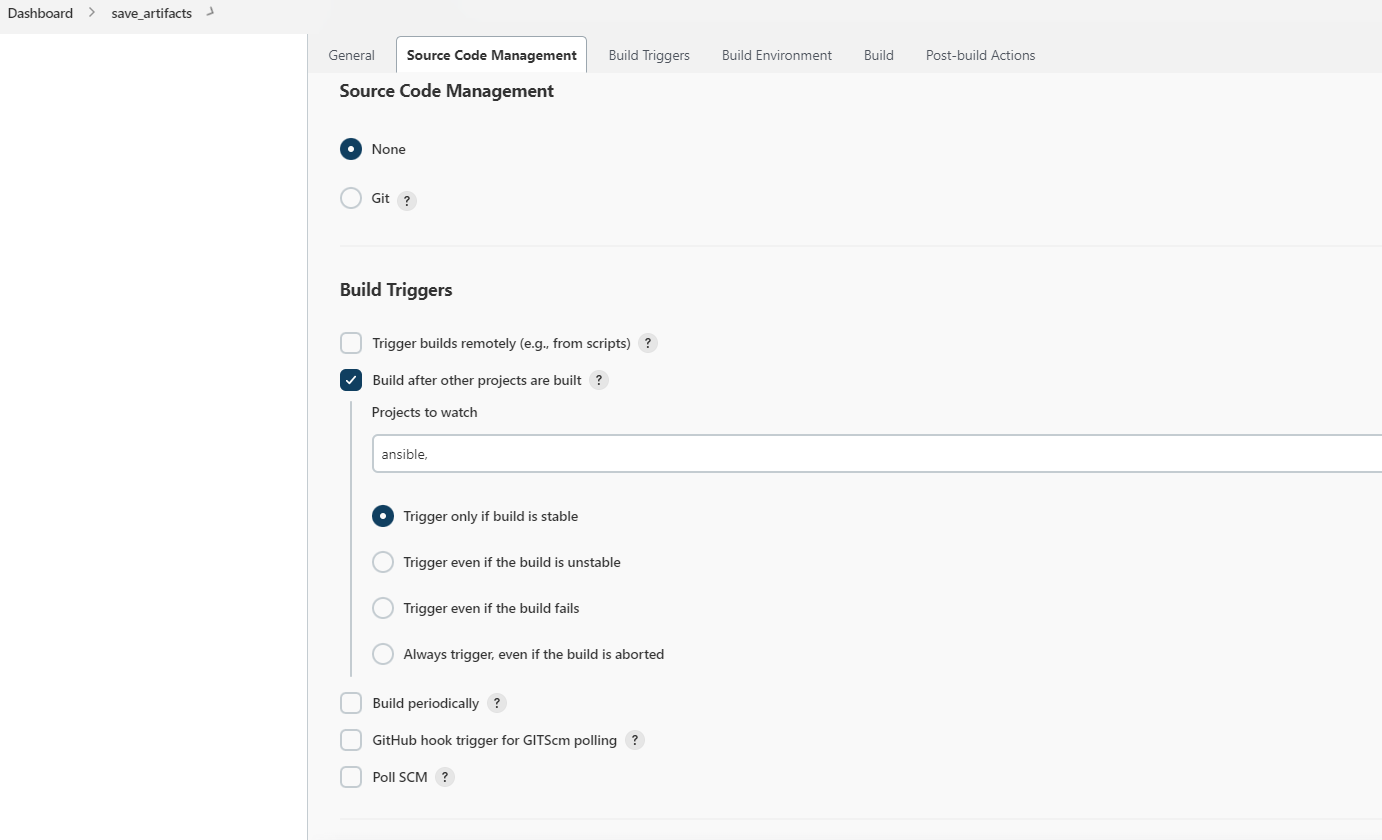 Dashboard > save_artifacts >
General Source Code Management Build Triggers Build Environment Build Post-build Actions
Source Code Management
None
Git ?
Build Triggers
Trigger builds remotely (e.g., from scripts) ?
Build after other projects are built ?
Projects to watch
ansible,
Trigger only if build is stable
Trigger even if the build is unstable
Trigger even if the build fails
Always trigger, even if the build is aborted
Build periodically ?
GitHub hook trigger for GITScm polling ?
Poll SCM ?